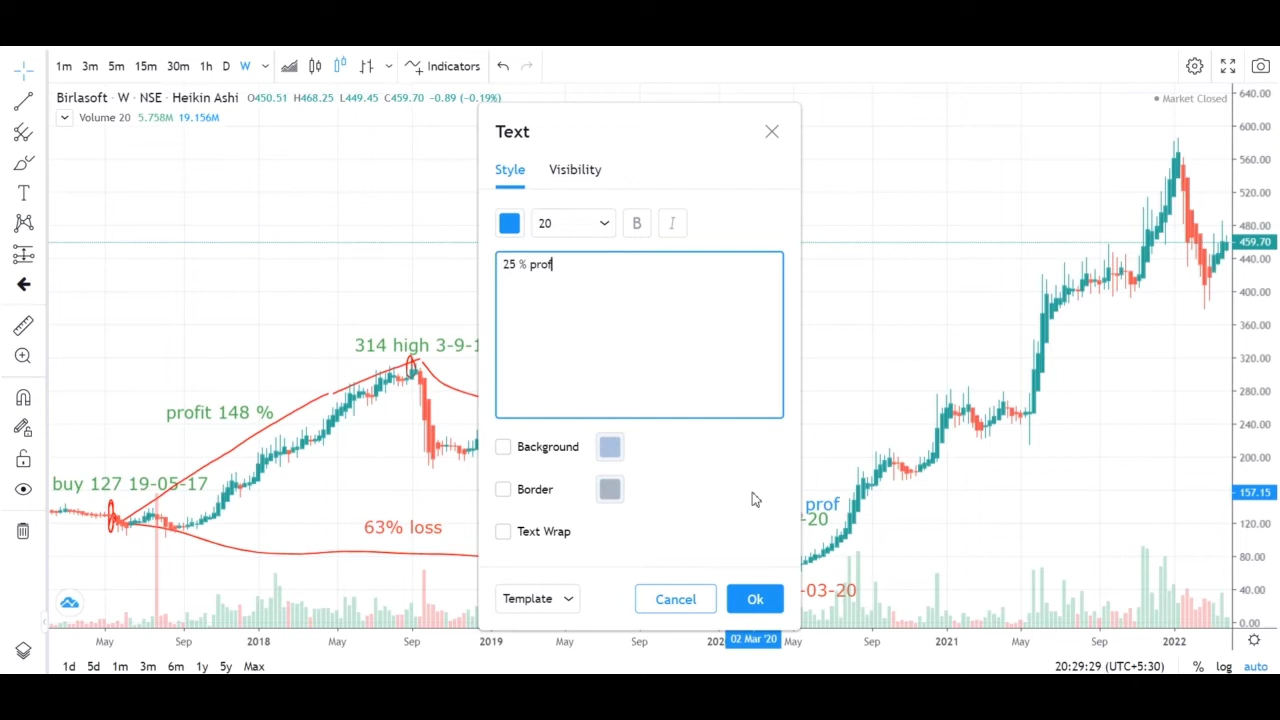 1m 3m 5m 15m 30m 1h D W Indicators
Birlasoft · W · NSE · Heikin Ashi O450.51 H468.25 L449.45 C459.70 -0.89 (-0.19%)
Market Closed
Volume 20 5.758M 19.156M
Text
Style Visibility
20 B I
25 % prof
Background
Border
Text Wrap
Template Cancel Ok
314 high 3-9-1
profit 148 %
buy 127 19-05-17
63% loss
prof
-20
-03-20
640.00
600.00
560.00
520.00
480.00
459.70
440.00
400.00
360.00
320.00
280.00
240.00
200.00
157.15
120.00
80.00
40.00
0.00
May Sep 2018 May Sep 2019 May Sep 202 02 Mar '20 May Sep 2021 May Sep 2022
1d 5d 1m 3m 6m 1y 5y Max 20:29:29 (UTC+5:30) % log auto